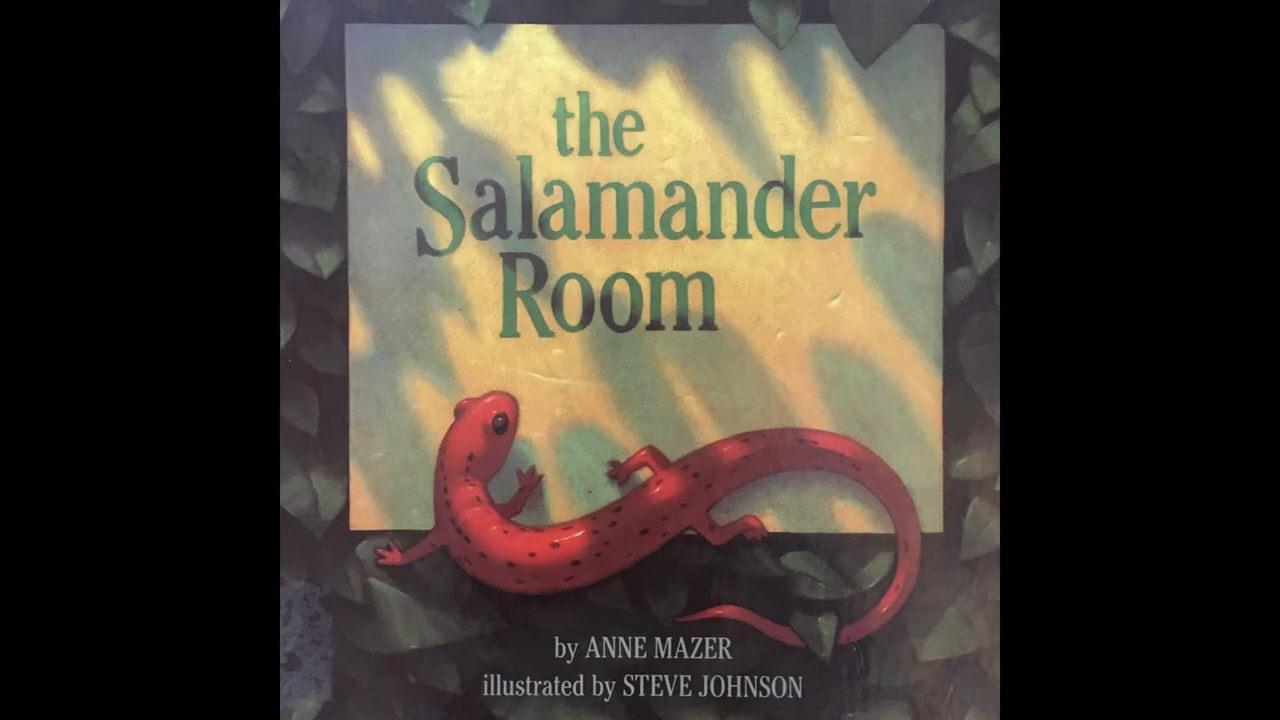 the
Salamander
Room
by ANNE MAZER
illustrated by STEVE JOHNSON